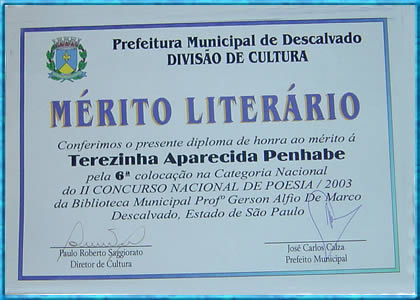 Prefeitura Municipal de Descalvado
DIVISÃO DE CULTURA
MÉRITO LITERÁRIO
Conferimos o presente diploma de honra ao mérito á
Terezinha Aparecida Penhabe
pela 6ª colocação na Categoria Nacional
do II CONCURSO NACIONAL DE POESIA / 2003
da Biblioteca Municipal Profº Gerson Alfio De Marco
Descalvado, Estado de São Paulo
Paulo Roberto Saggiorato
Diretor de Cultura
José Carlos Calza
Prefeito Municipal